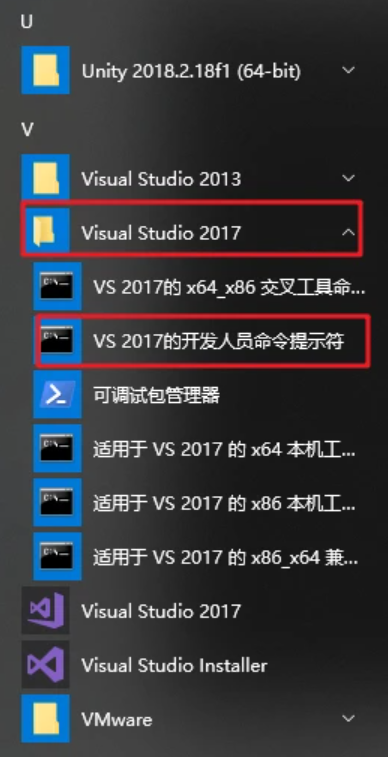 U
Unity 2018.2.18f1 (64-bit)
V
Visual Studio 2013
Visual Studio 2017
VS 2017的 x64_x86 交叉工具命...
VS 2017的开发人员命令提示符
可调试包管理器
适用于 VS 2017 的 x64 本机工...
适用于 VS 2017 的 x86 本机工...
适用于 VS 2017 的 x86_x64 兼...
Visual Studio 2017
Visual Studio Installer
VMware